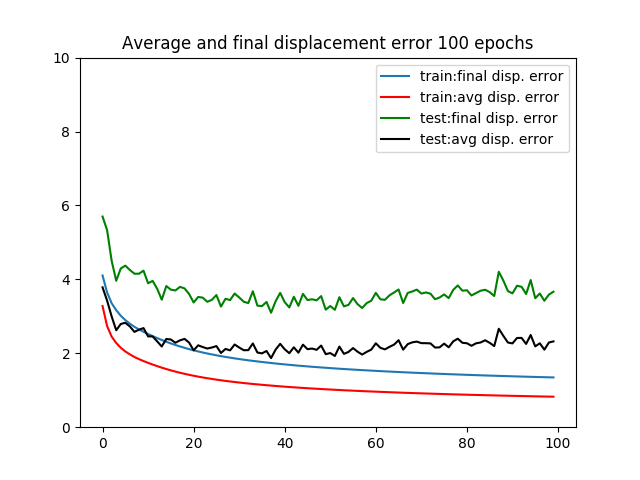 Average and final displacement error 100 epochs
train:final disp. error
train:avg disp. error
test:final disp. error
test:avg disp. error
10
8
6
4
2
0
0 20 40 60 80 100